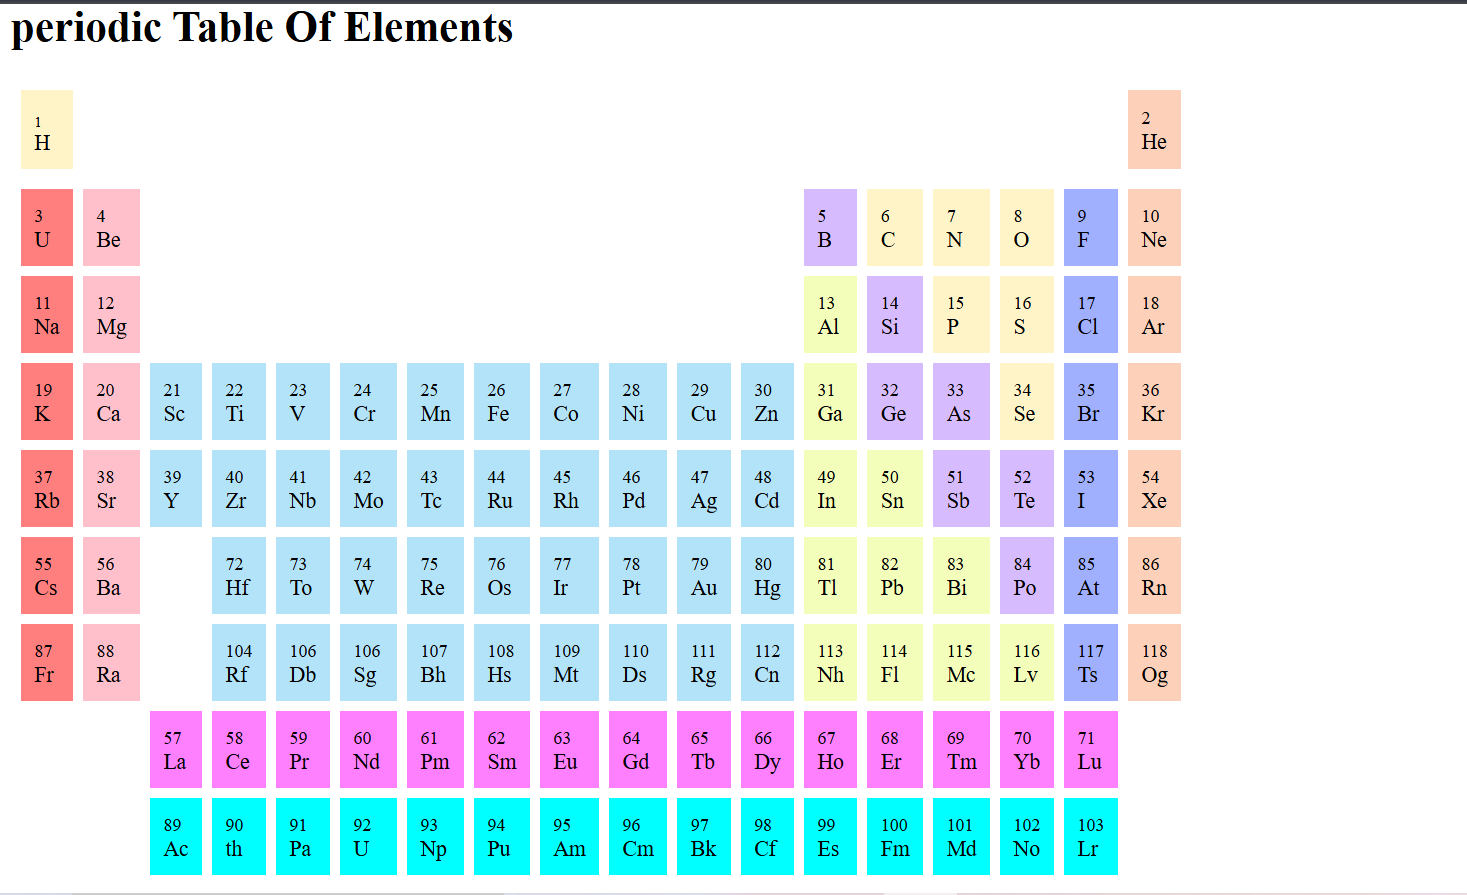 periodic Table Of Elements
1 2
H He
3 4 5 6 7 8 9 10
U Be B C N O F Ne
11 12 13 14 15 16 17 18
Na Mg Al Si P S Cl Ar
19 20 21 22 23 24 25 26 27 28 29 30 31 32 33 34 35 36
K Ca Sc Ti V Cr Mn Fe Co Ni Cu Zn Ga Ge As Se Br Kr
37 38 39 40 41 42 43 44 45 46 47 48 49 50 51 52 53 54
Rb Sr Y Zr Nb Mo Tc Ru Rh Pd Ag Cd In Sn Sb Te I Xe
55 56 72 73 74 75 76 77 78 79 80 81 82 83 84 85 86
Cs Ba Hf To W Re Os Ir Pt Au Hg Tl Pb Bi Po At Rn
87 88 104 106 106 107 108 109 110 111 112 113 114 115 116 117 118
Fr Ra Rf Db Sg Bh Hs Mt Ds Rg Cn Nh Fl Mc Lv Ts Og
57 58 59 60 61 62 63 64 65 66 67 68 69 70 71
La Ce Pr Nd Pm Sm Eu Gd Tb Dy Ho Er Tm Yb Lu
89 90 91 92 93 94 95 96 97 98 99 100 101 102 103
Ac th Pa U Np Pu Am Cm Bk Cf Es Fm Md No Lr